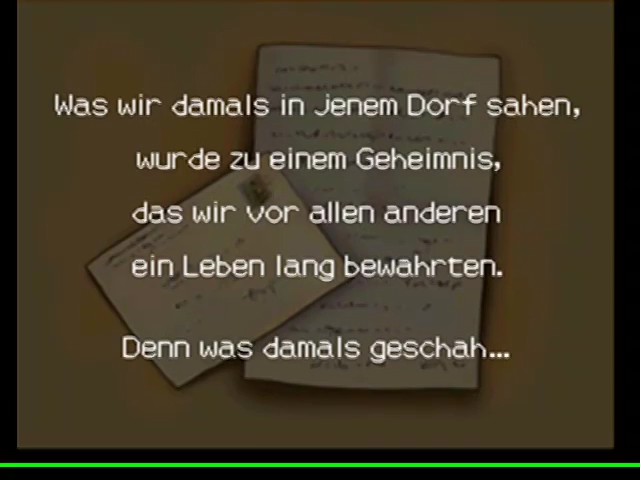 Was wir damals in jenem Dorf sahen,
wurde zu einem Geheimnis,
das wir vor allen anderen
ein Leben lang bewahrten.
Denn was damals geschah...